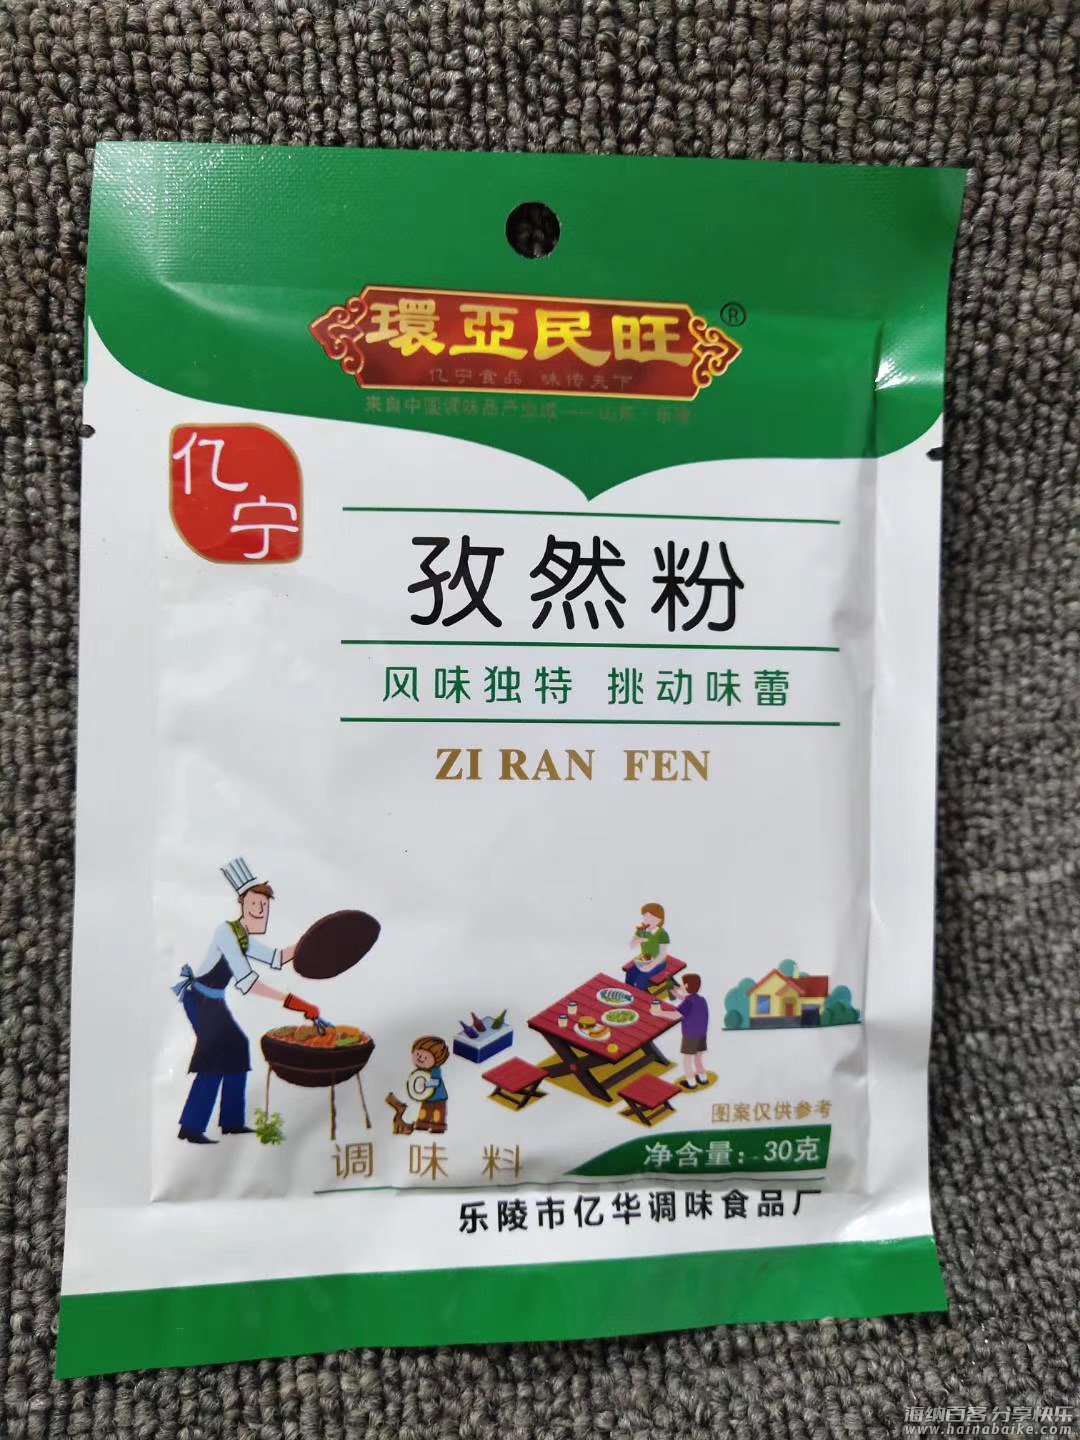 環亞民旺®
亿宁食品 味传天下
来自中国调味品产业城——山东·乐陵
亿宁
孜然粉
风味独特 挑动味蕾
ZI RAN FEN
图案仅供参考
调味料
净含量：30克
乐陵市亿华调味食品厂
海纳百客 分享快乐
www.hainabaike.com